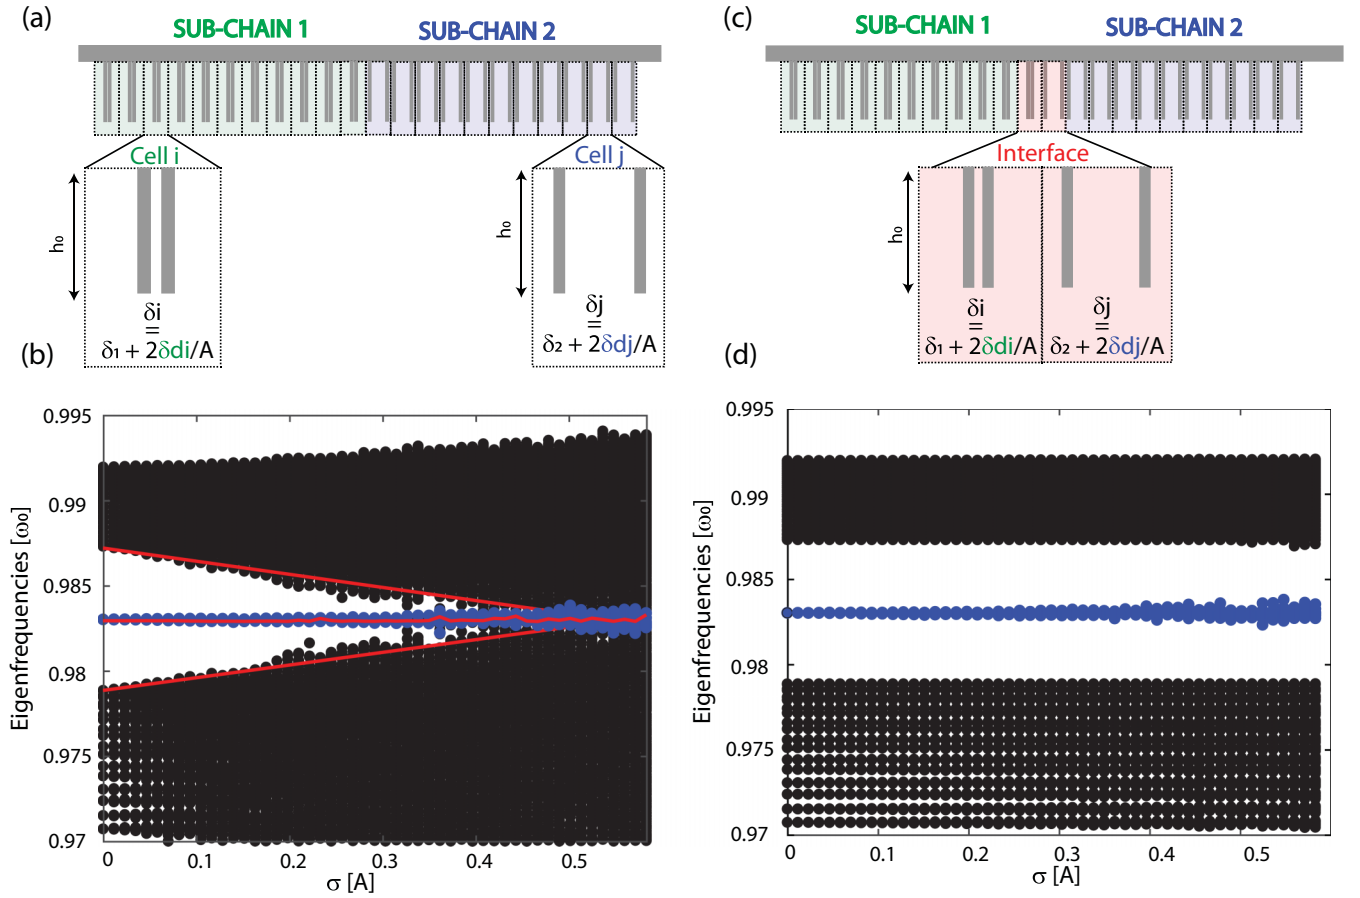 (a)
SUB-CHAIN 1
SUB-CHAIN 2
Cell i
Cell j
h₀
h₀
δi
=
δ₁ + 2δdi/A
δj
=
δ₂ + 2δdj/A
(c)
SUB-CHAIN 1
SUB-CHAIN 2
Interface
h₀
δi
=
δ₁ + 2δdi/A
δj
=
δ₂ + 2δdj/A
(b)
Eigenfrequencies [ω₀]
0.995
0.99
0.985
0.98
0.975
0.97
0
0.1
0.2
0.3
0.4
0.5
σ [A]
(d)
Eigenfrequencies [ω₀]
0.995
0.99
0.985
0.98
0.975
0.97
0
0.1
0.2
0.3
0.4
0.5
σ [A]